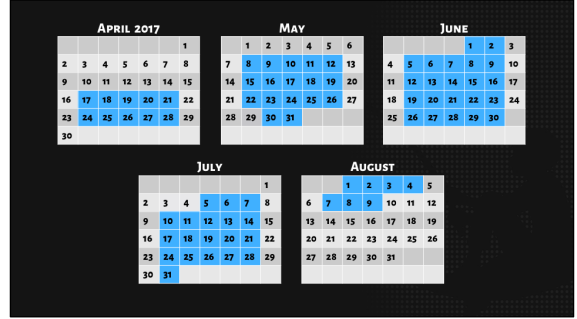 April 2017
1
2 3 4 5 6 7 8
9 10 11 12 13 14 15
16 17 18 19 20 21 22
23 24 25 26 27 28 29
30
May
1 2 3 4 5 6
7 8 9 10 11 12 13
14 15 16 17 18 19 20
21 22 23 24 25 26 27
28 29 30 31
June
1 2 3
4 5 6 7 8 9 10
11 12 13 14 15 16 17
18 19 20 21 22 23 24
25 26 27 28 29 30
July
1
2 3 4 5 6 7 8
9 10 11 12 13 14 15
16 17 18 19 20 21 22
23 24 25 26 27 28 29
30 31
August
1 2 3 4 5
6 7 8 9 10 11 12
13 14 15 16 17 18 19
20 21 22 23 24 25 26
27 28 29 30 31